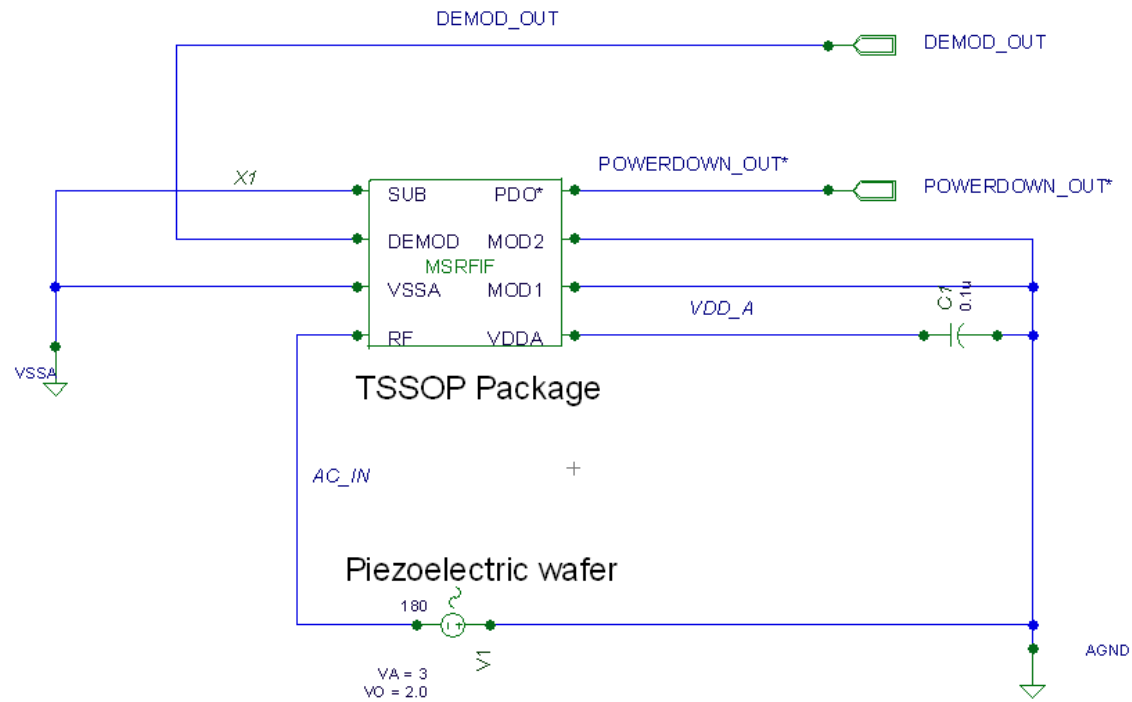 DEMOD_OUT
DEMOD_OUT
POWERDOWN_OUT*
POWERDOWN_OUT*
X1
SUB PDO*
DEMOD MOD2
MSRFIF
VSSA MOD1
RF VDDA
VDD_A
C1
0.1u
VSSA
TSSOP Package
AC_IN
Piezoelectric wafer
180
V1
VA = 3
VO = 2.0
AGND